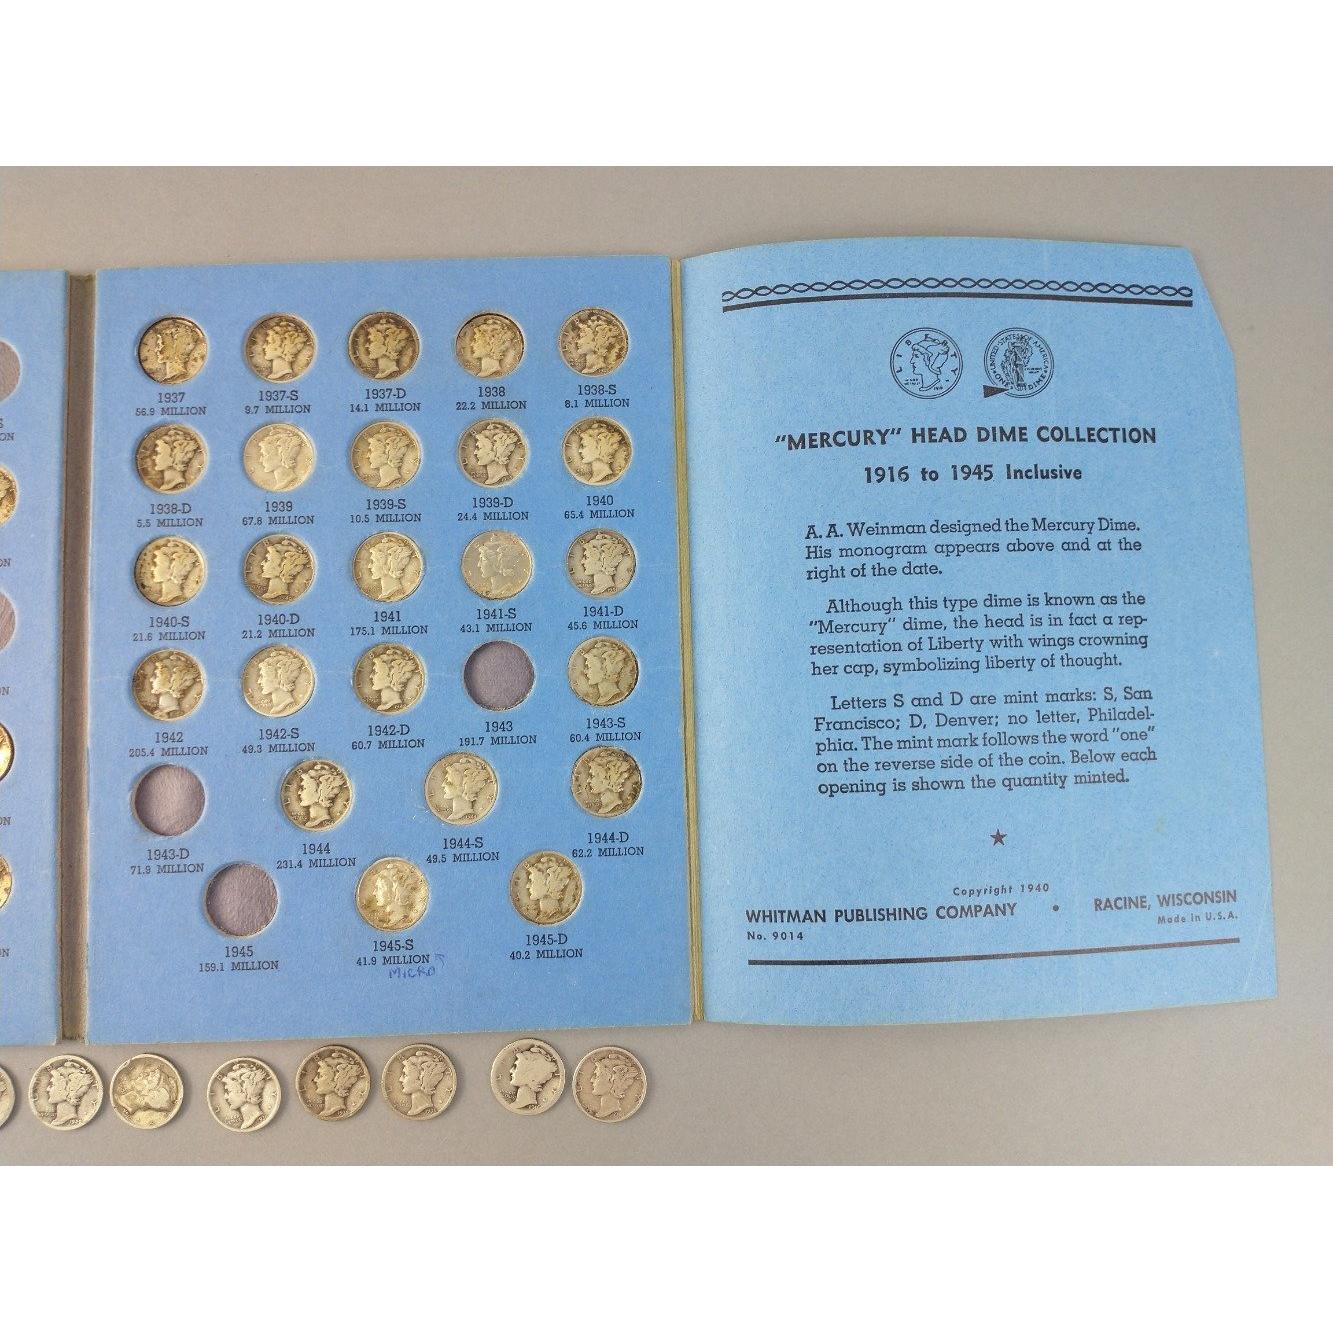 1937
56.9 MILLION
1937-S
9.7 MILLION
1937-D
14.1 MILLION
1938
22.2 MILLION
1938-S
8.1 MILLION
1938-D
5.5 MILLION
1939
67.8 MILLION
1939-S
10.5 MILLION
1939-D
24.4 MILLION
1940
65.4 MILLION
1940-S
21.6 MILLION
1940-D
21.2 MILLION
1941
175.1 MILLION
1941-S
43.1 MILLION
1941-D
45.6 MILLION
1942
205.4 MILLION
1942-S
49.3 MILLION
1942-D
60.7 MILLION
1943
191.7 MILLION
1943-S
60.4 MILLION
1943-D
71.9 MILLION
1944
231.4 MILLION
1944-S
49.5 MILLION
1944-D
62.2 MILLION
1945
159.1 MILLION
1945-S
41.9 MILLION
MICRO
1945-D
40.2 MILLION
LIBERTY
UNITED STATES OF AMERICA
ONE DIME
"MERCURY" HEAD DIME COLLECTION
1916 to 1945 Inclusive
A. A. Weinman designed the Mercury Dime.
His monogram appears above and at the
right of the date.
Although this type dime is known as the
"Mercury" dime, the head is in fact a rep-
resentation of Liberty with wings crowning
her cap, symbolizing liberty of thought.
Letters S and D are mint marks: S, San
Francisco; D, Denver; no letter, Philadel-
phia. The mint mark follows the word "one"
on the reverse side of the coin. Below each
opening is shown the quantity minted.
Copyright 1940
WHITMAN PUBLISHING COMPANY • RACINE, WISCONSIN
No. 9014
Made in U.S.A.